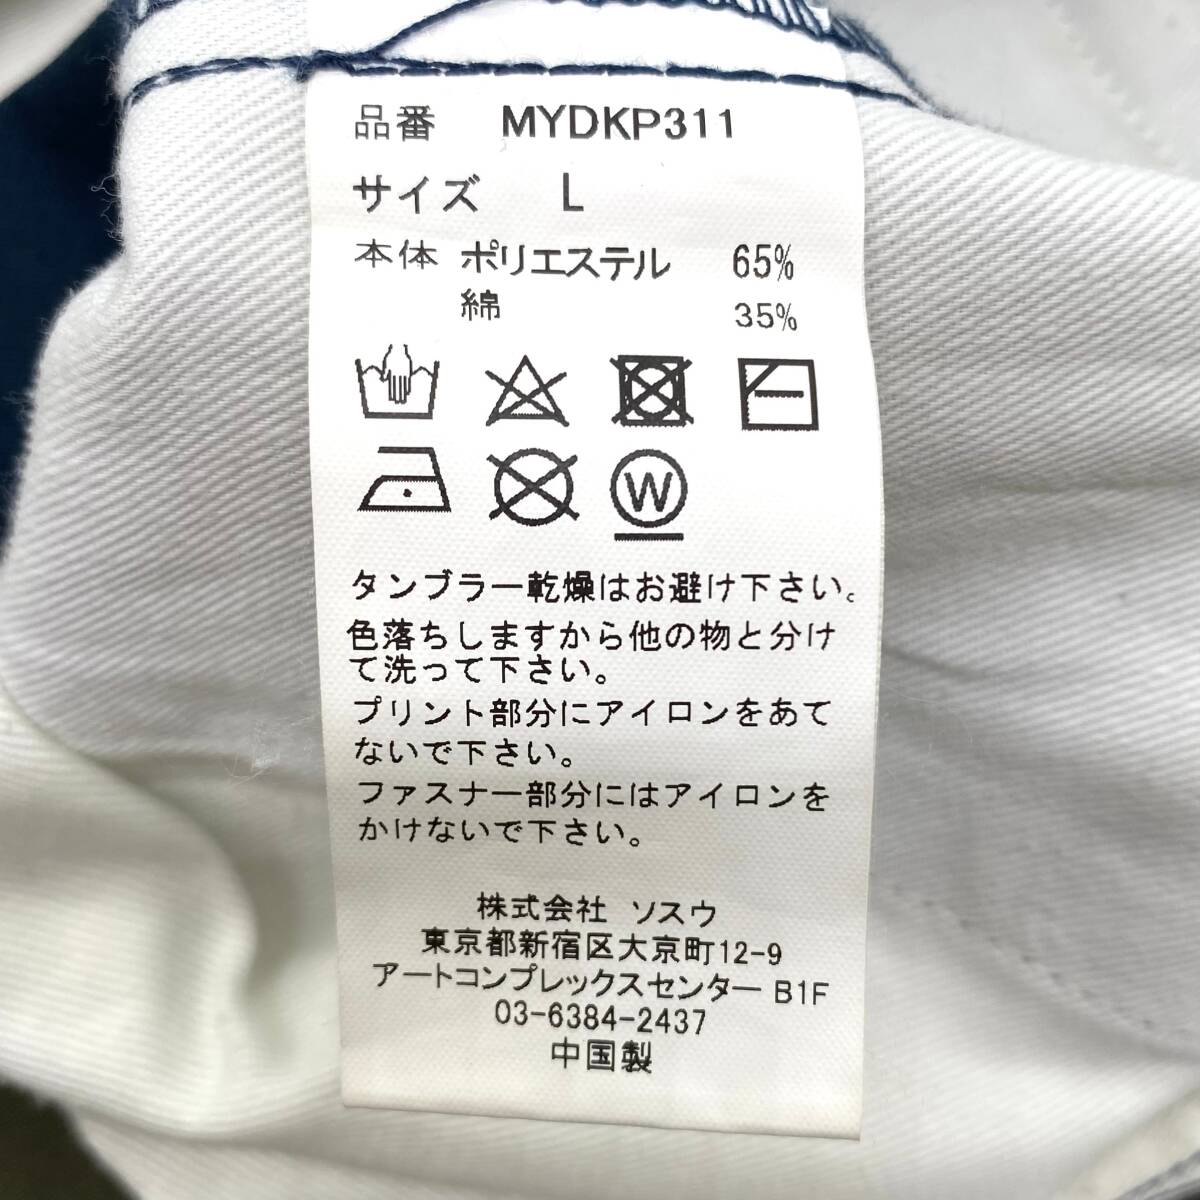 品番 MYDKP311
サイズ L
本体 ポリエステル 65%
綿 35%
W
タンブラー乾燥はお避け下さい。
色落ちしますから他の物と分け
て洗って下さい。
プリント部分にアイロンをあて
ないで下さい。
ファスナー部分にはアイロンを
かけないで下さい。
株式会社 ソスウ
東京都新宿区大京町12-9
アートコンプレックスセンター B1F
03-6384-2437
中国製